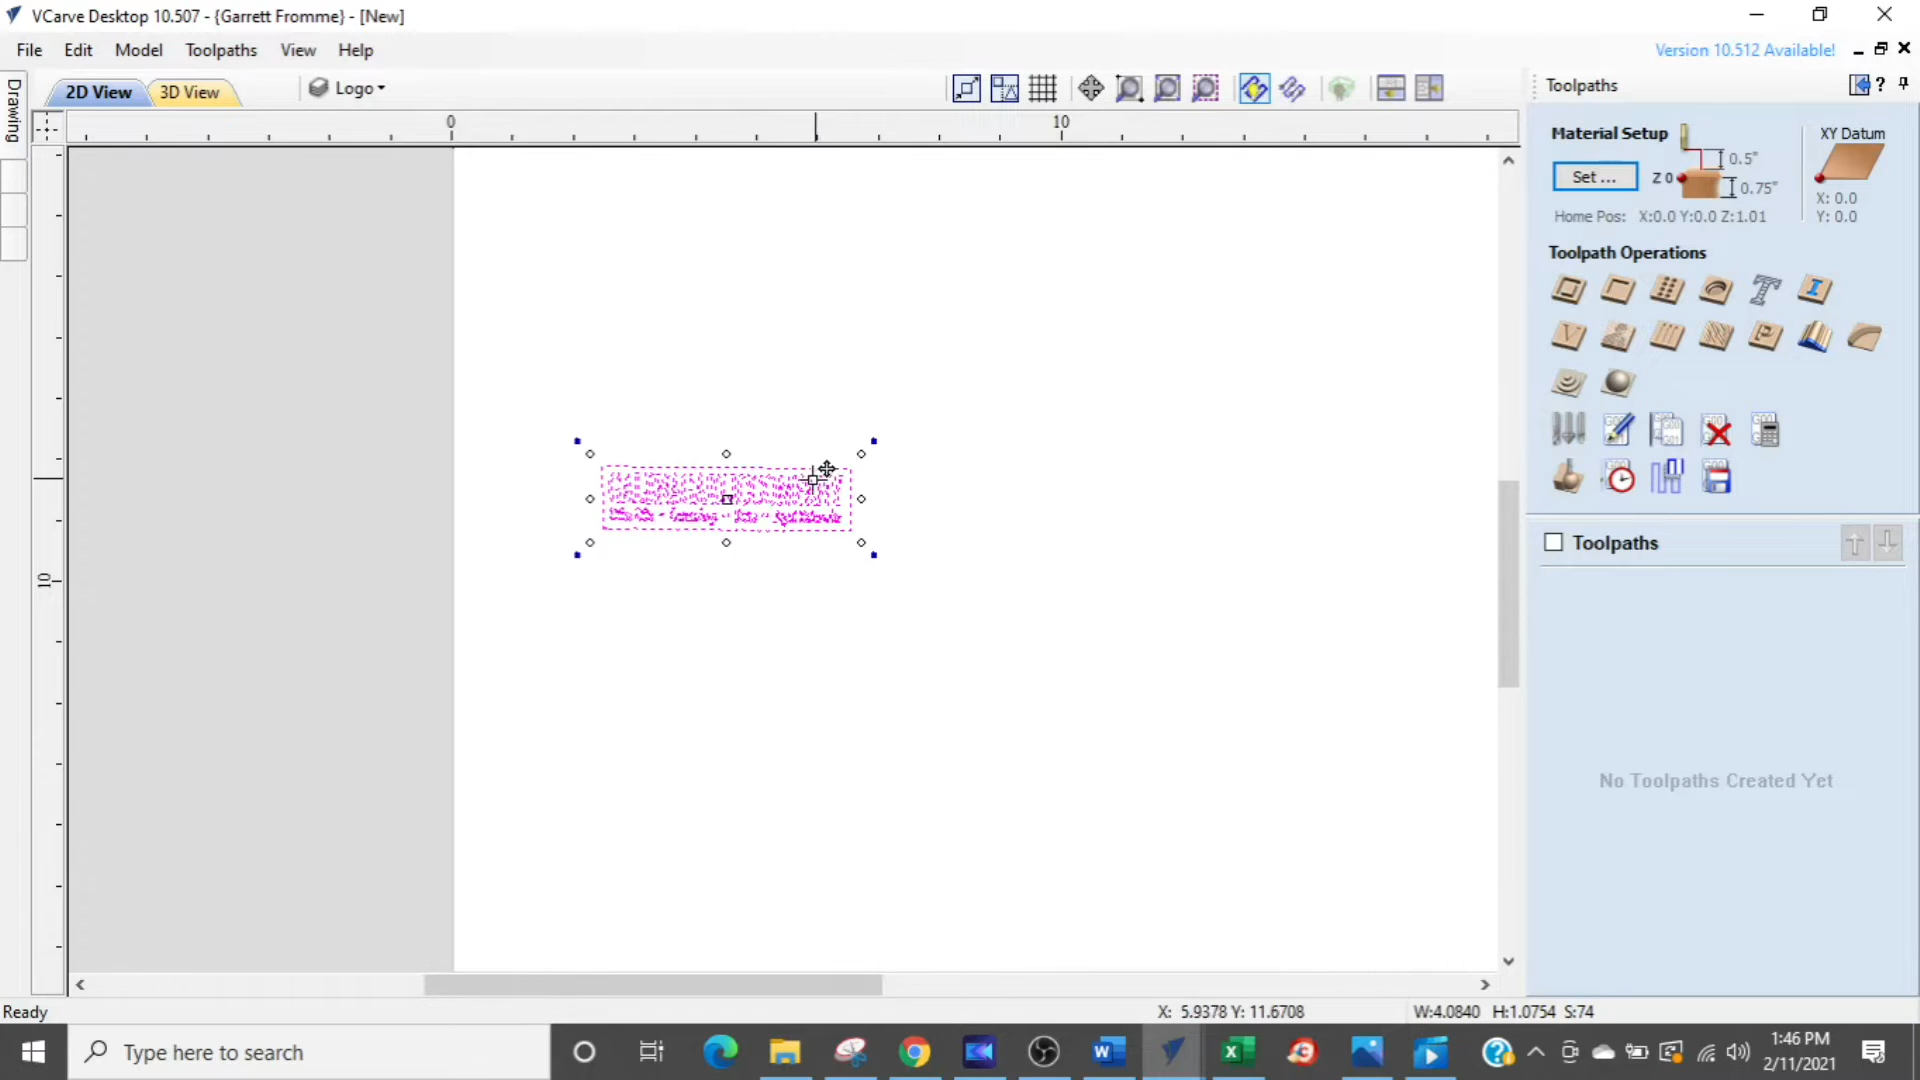 VCarve Desktop 10.507 - {Garrett Fromme} - [New]
File Edit Model Toolpaths View Help
Version 10.512 Available!
Drawing
2D View 3D View Logo
Toolpaths
0 10
Material Setup
XY Datum
Set ...
Z 0
0.5"
0.75"
X: 0.0
Y: 0.0
Home Pos: X:0.0 Y:0.0 Z:1.01
Toolpath Operations
10
Toolpaths
No Toolpaths Created Yet
Ready
X: 5.9378 Y: 11.6708
W:4.0840 H:1.0754 S:74
Type here to search
1:46 PM
2/11/2021